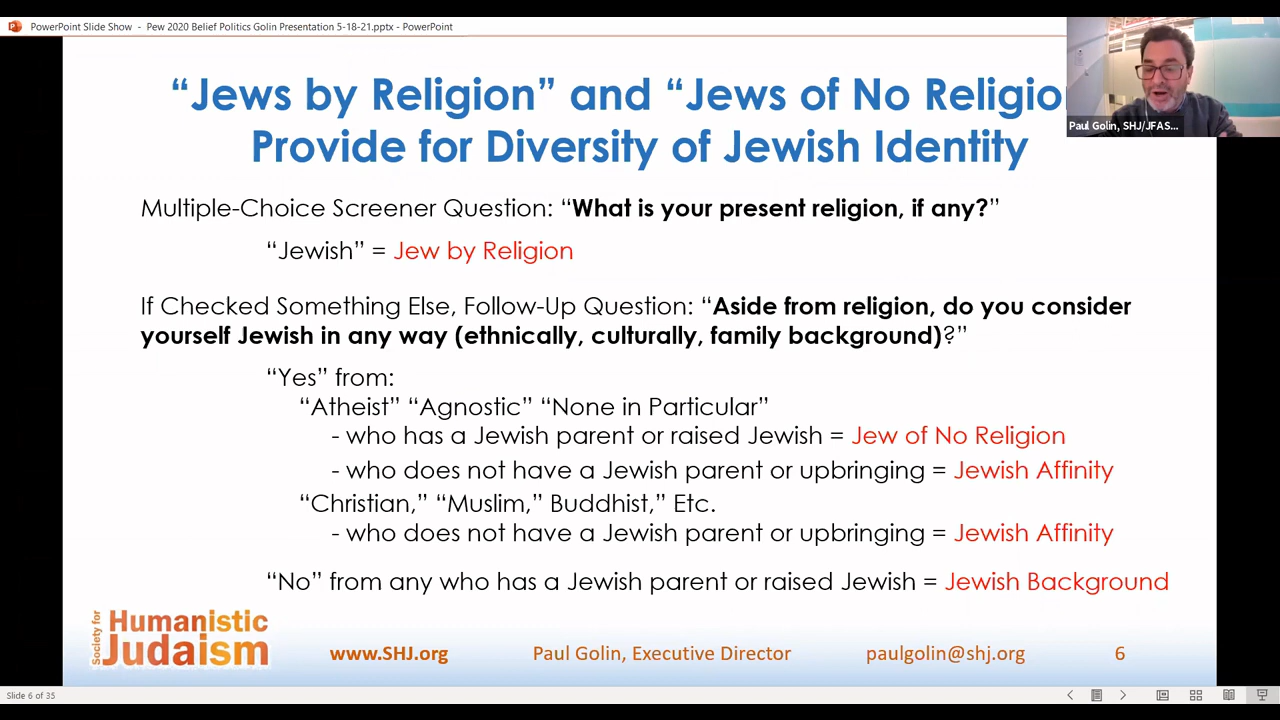 PowerPoint Slide Show - Pew 2020 Belief Politics Golin Presentation 5-18-21.pptx - PowerPoint
“Jews by Religion” and “Jews of No Religio
Provide for Diversity of Jewish Identity
Paul Golin, SHJ/JFAS...
Multiple-Choice Screener Question: “What is your present religion, if any?”
“Jewish” = Jew by Religion
If Checked Something Else, Follow-Up Question: “Aside from religion, do you consider
yourself Jewish in any way (ethnically, culturally, family background)?”
“Yes” from:
“Atheist” “Agnostic” “None in Particular”
- who has a Jewish parent or raised Jewish = Jew of No Religion
- who does not have a Jewish parent or upbringing = Jewish Affinity
“Christian,” “Muslim,” Buddhist,” Etc.
- who does not have a Jewish parent or upbringing = Jewish Affinity
“No” from any who has a Jewish parent or raised Jewish = Jewish Background
Society for
Humanistic
Judaism
www.SHJ.org Paul Golin, Executive Director paulgolin@shj.org 6
Slide 6 of 35